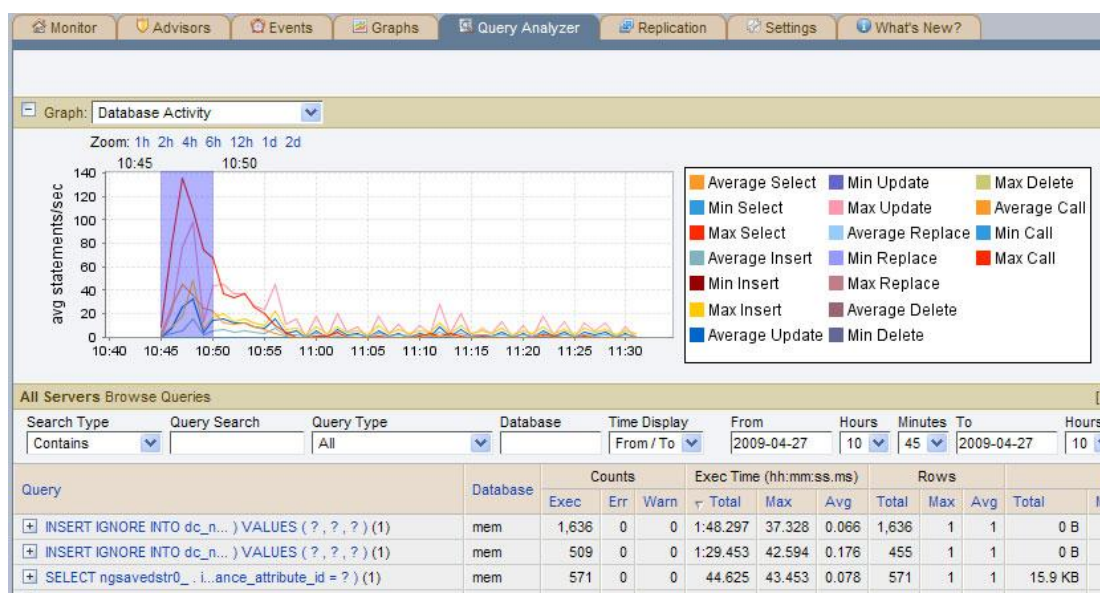 Monitor Advisors Events Graphs Query Analyzer Replication Settings What's New?
Graph: Database Activity
Zoom: 1h 2h 4h 6h 12h 1d 2d
10:45 10:50
avg statements/sec
140
120
100
80
60
40
20
0
10:40 10:45 10:50 10:55 11:00 11:05 11:10 11:15 11:20 11:25 11:30
Average Select Min Update Max Delete
Min Select Max Update Average Call
Max Select Average Replace Min Call
Average Insert Min Replace Max Call
Min Insert Max Replace
Max Insert Average Delete
Average Update Min Delete
All Servers Browse Queries [
Search Type Query Search Query Type Database Time Display From Hours Minutes To Hours
Contains All From / To 2009-04-27 10 45 2009-04-27 10
Counts Exec Time (hh:mm:ss.ms) Rows
Query Database Exec Err Warn Total Max Avg Total Max Avg Total
INSERT IGNORE INTO dc_n... ) VALUES ( ? , ? , ? ) (1) mem 1,636 0 0 1:48.297 37.328 0.066 1,636 1 1 0 B
INSERT IGNORE INTO dc_n... ) VALUES ( ? , ? , ? ) (1) mem 509 0 0 1:29.453 42.594 0.176 455 1 1 0 B
SELECT ngsavedstr0_ . i...ance_attribute_id = ? ) (1) mem 571 0 0 44.625 43.453 0.078 571 1 1 15.9 KB